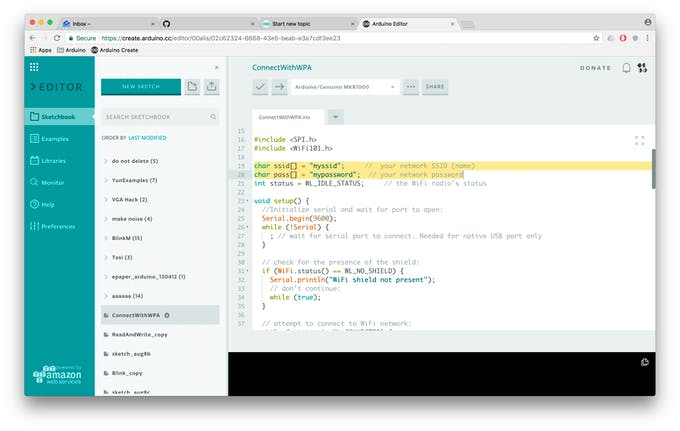 Inbox –
Start new topic
Arduino Editor
Secure
https://create.arduino.cc/editor/00alis/02c62324-6668-43e6-beab-e3a7cdf3ee23
Apps
Arduino
Arduino Create
EDITOR
Sketchbook
Examples
Libraries
Monitor
Help
Preferences
powered by
amazon
web services
NEW SKETCH
SEARCH SKETCHBOOK
ORDER BY LAST MODIFIED
do not delete (5)
YunExamples (7)
VGA Hack (2)
make noise (4)
BlinkM (15)
Tesi (3)
epaper_arduino_130412 (1)
aaaaaa (14)
ConnectWithWPA
ReadAndWrite_copy
sketch_aug8b
Blink_copy
sketch_aug8c
ConnectWithWPA
DONATE
Arduino/Genuino MKR1000
SHARE
ConnectWithWPA.ino
15
16 #include <SPI.h>
17 #include <WiFi101.h>
18
19 char ssid[] = "myssid"; // your network SSID (name)
20 char pass[] = "mypassword"; // your network password
21 int status = WL_IDLE_STATUS; // the WiFi radio's status
22
23 void setup() {
24 //Initialize serial and wait for port to open:
25 Serial.begin(9600);
26 while (!Serial) {
27 ; // wait for serial port to connect. Needed for native USB port only
28 }
29
30 // check for the presence of the shield:
31 if (WiFi.status() == WL_NO_SHIELD) {
32 Serial.println("WiFi shield not present");
33 // don't continue:
34 while (true);
35 }
36
37 // attempt to connect to WiFi network: